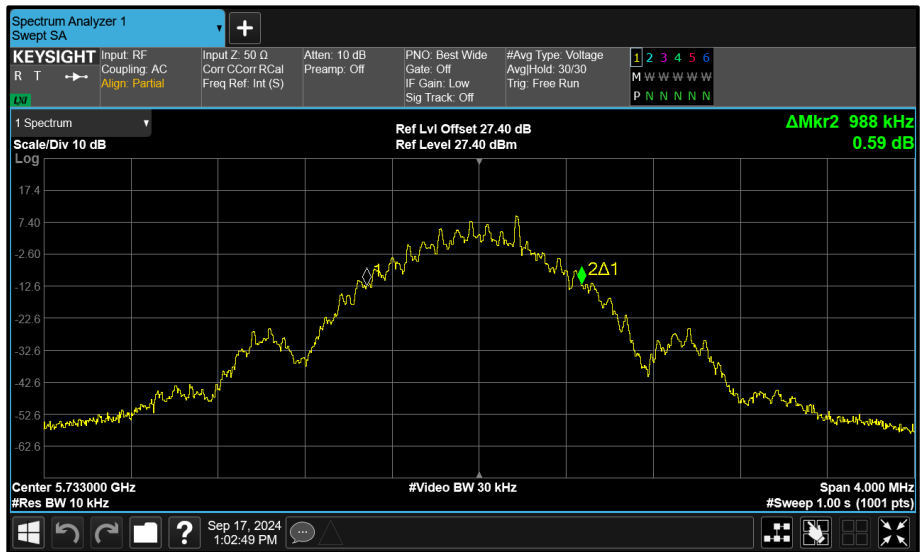 Spectrum Analyzer 1
Swept SA
+
KEYSIGHT
R T
LXI
Input: RF
Coupling: AC
Align: Partial
Input Z: 50 Ω
Corr CCorr RCal
Freq Ref: Int (S)
Atten: 10 dB
Preamp: Off
PNO: Best Wide
Gate: Off
IF Gain: Low
Sig Track: Off
#Avg Type: Voltage
Avg|Hold: 30/30
Trig: Free Run
1 2 3 4 5 6
M W W W W W
P N N N N N
1 Spectrum
Scale/Div 10 dB
Log
Ref Lvl Offset 27.40 dB
Ref Level 27.40 dBm
ΔMkr2 988 kHz
0.59 dB
17.4
7.40
-2.60
-12.6
-22.6
-32.6
-42.6
-52.6
-62.6
1
2Δ1
Center 5.733000 GHz
#Video BW 30 kHz
Span 4.000 MHz
#Res BW 10 kHz
#Sweep 1.00 s (1001 pts)
?
Sep 17, 2024
1:02:49 PM